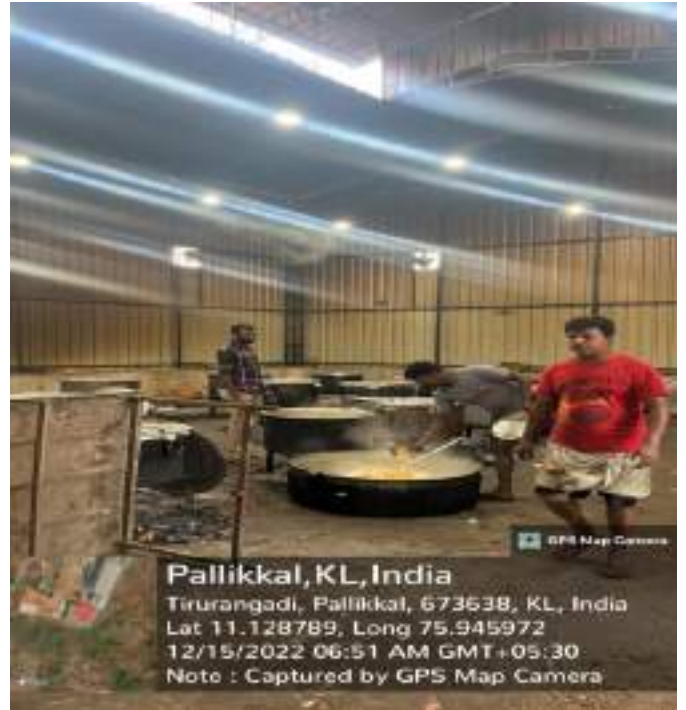 GPS Map Camera
Pallikkal,KL,India
Tirurangadi, Pallikkal, 673638, KL, India
Lat 11.128789, Long 75.945972
12/15/2022 06:51 AM GMT+05:30
Note : Captured by GPS Map Camera